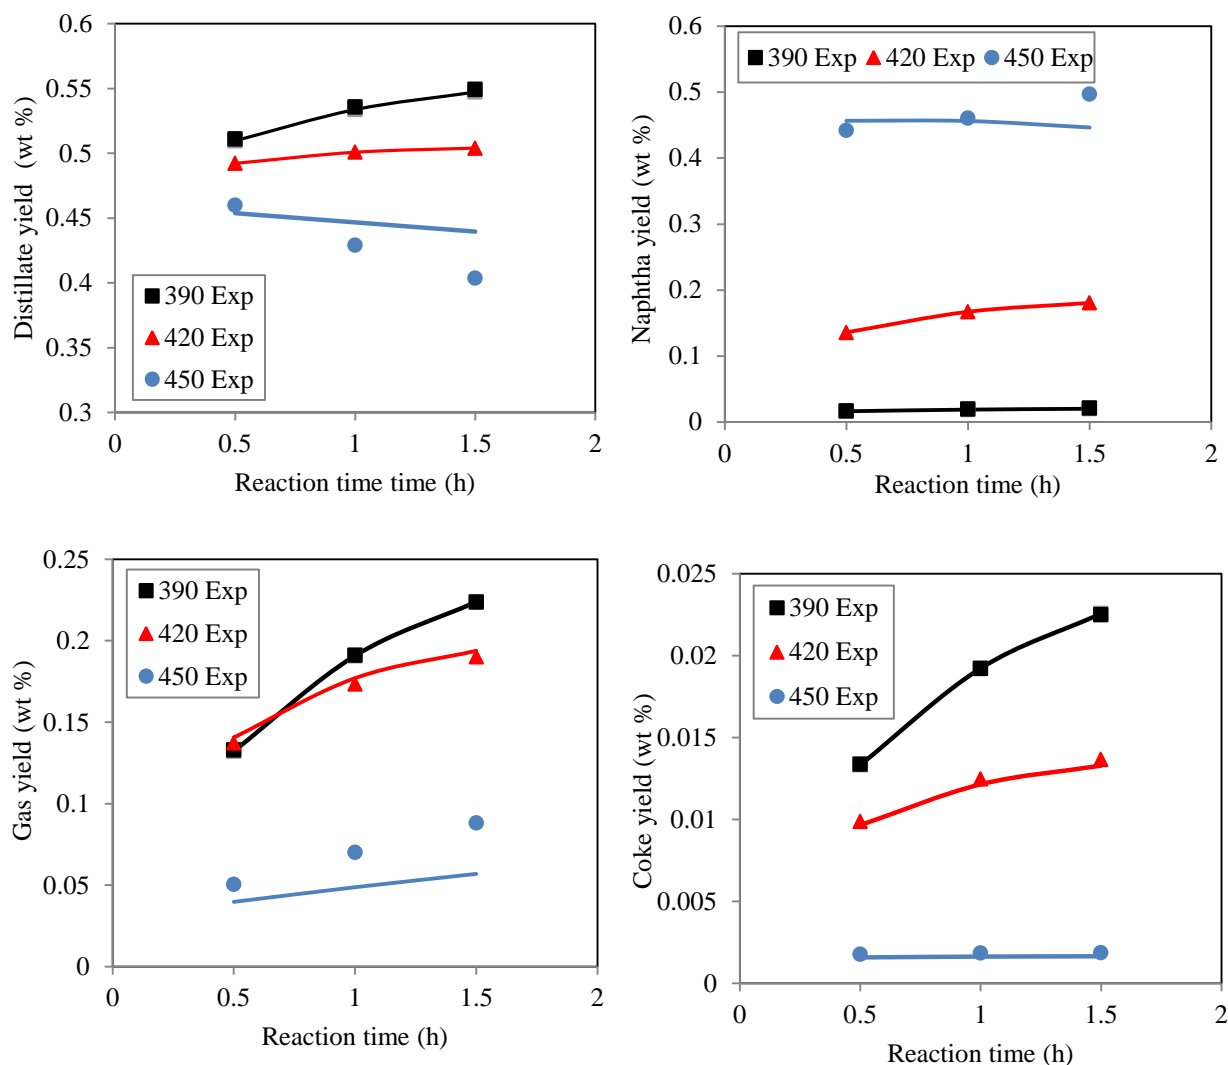 0.6
0.55
0.5
0.45
0.4
0.35
0.3
0
0.5
1
1.5
2
Distillate yield (wt %)
Reaction time time (h)
390 Exp
420 Exp
450 Exp
0.6
0.5
0.4
0.3
0.2
0.1
0
0
0.5
1
1.5
2
Naphtha yield (wt %)
Reaction time (h)
390 Exp 420 Exp 450 Exp
0.25
0.2
0.15
0.1
0.05
0
0
0.5
1
1.5
2
Gas yield (wt %)
Reaction time (h)
390 Exp
420 Exp
450 Exp
0.025
0.02
0.015
0.01
0.005
0
0
0.5
1
1.5
2
Coke yield (wt %)
Reaction time (h)
390 Exp
420 Exp
450 Exp